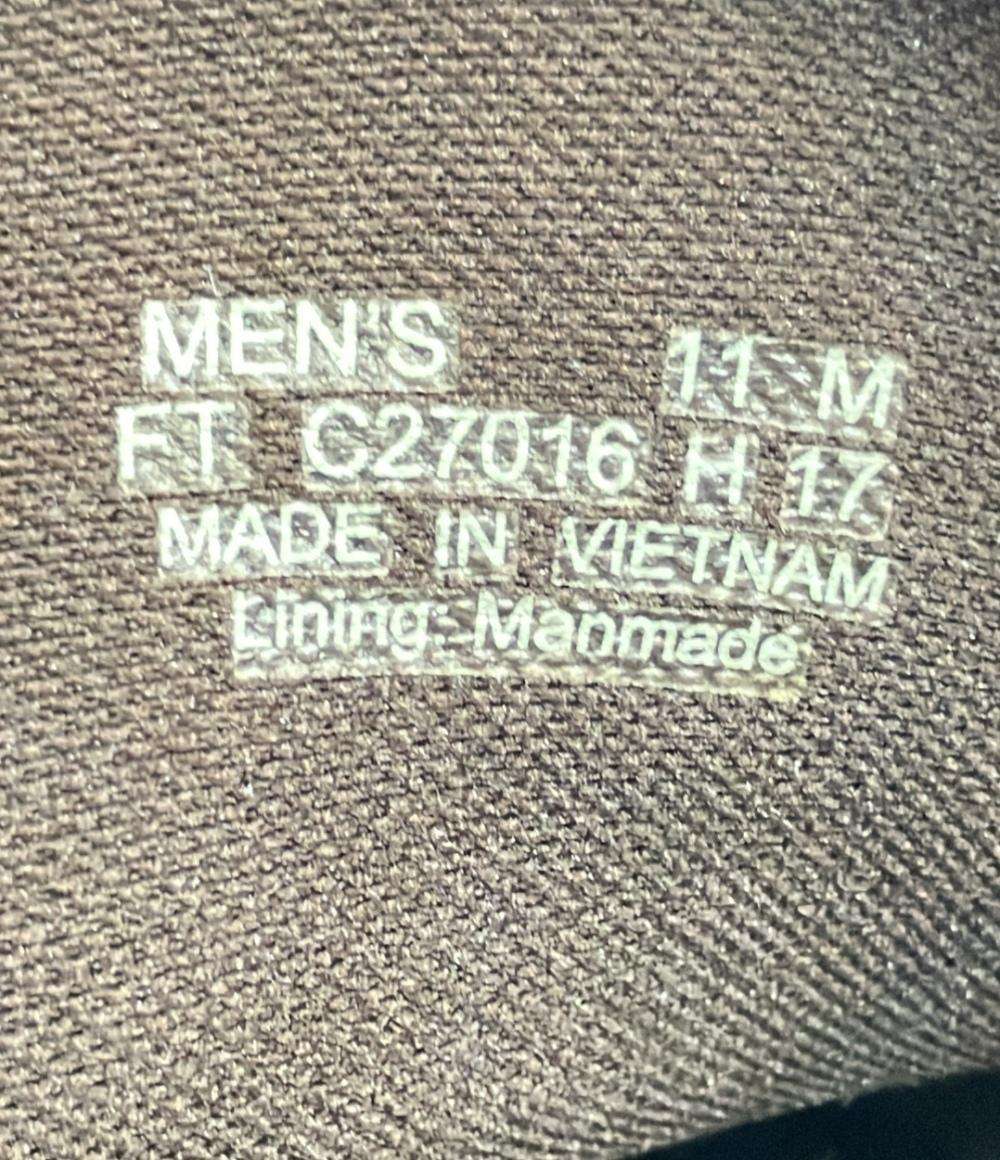 MEN'S 11 M
FT C27016 H 17
MADE IN VIETNAM
Lining: Manmade